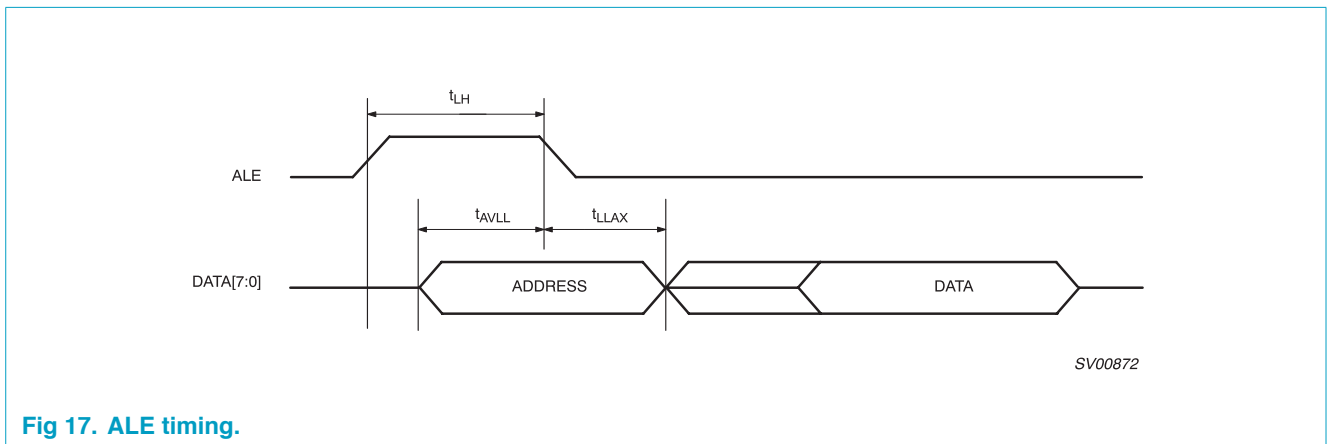 tLH
ALE
tAVLL tLLAX
DATA[7:0] ADDRESS DATA
SV00872
Fig 17. ALE timing.